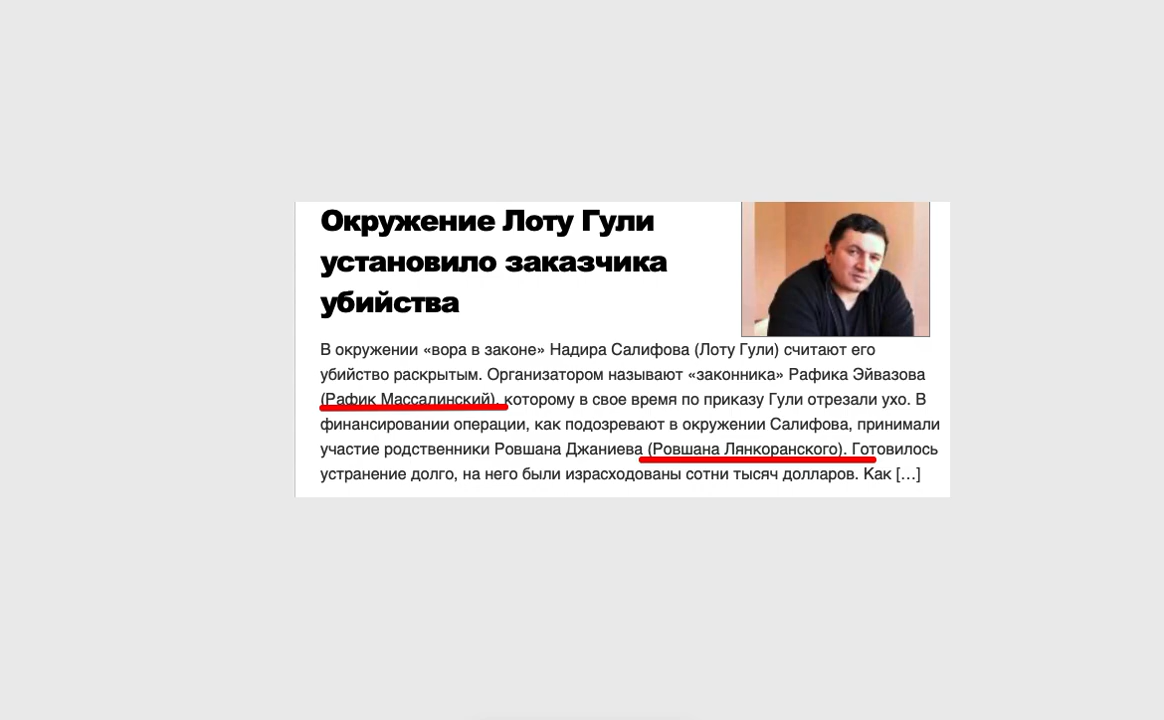 Окружение Лоту Гули
установило заказчика
убийства
В окружении «вора в законе» Надира Салифова (Лоту Гули) считают его
убийство раскрытым. Организатором называют «законника» Рафика Эйвазова
(Рафик Массалинский), которому в свое время по приказу Гули отрезали ухо. В
финансировании операции, как подозревают в окружении Салифова, принимали
участие родственники Ровшана Джаниева (Ровшана Лянкоранского). Готовилось
устранение долго, на него были израсходованы сотни тысяч долларов. Как […]